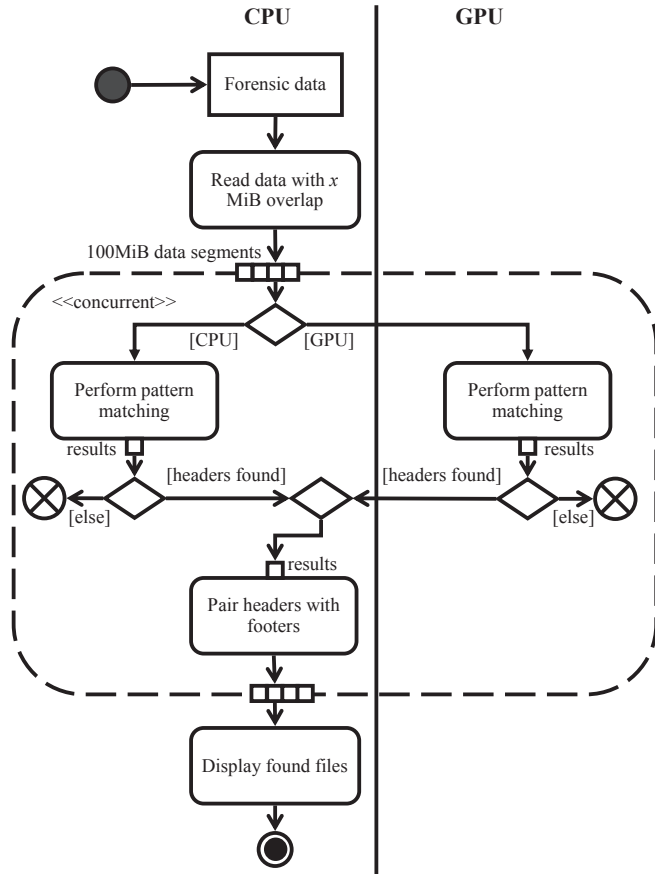 CPU
GPU
Forensic data
Read data with x
MiB overlap
100MiB data segments
<<concurrent>>
[CPU]
[GPU]
Perform pattern
matching
Perform pattern
matching
results
results
[headers found]
[headers found]
[else]
[else]
results
Pair headers with
footers
Display found files